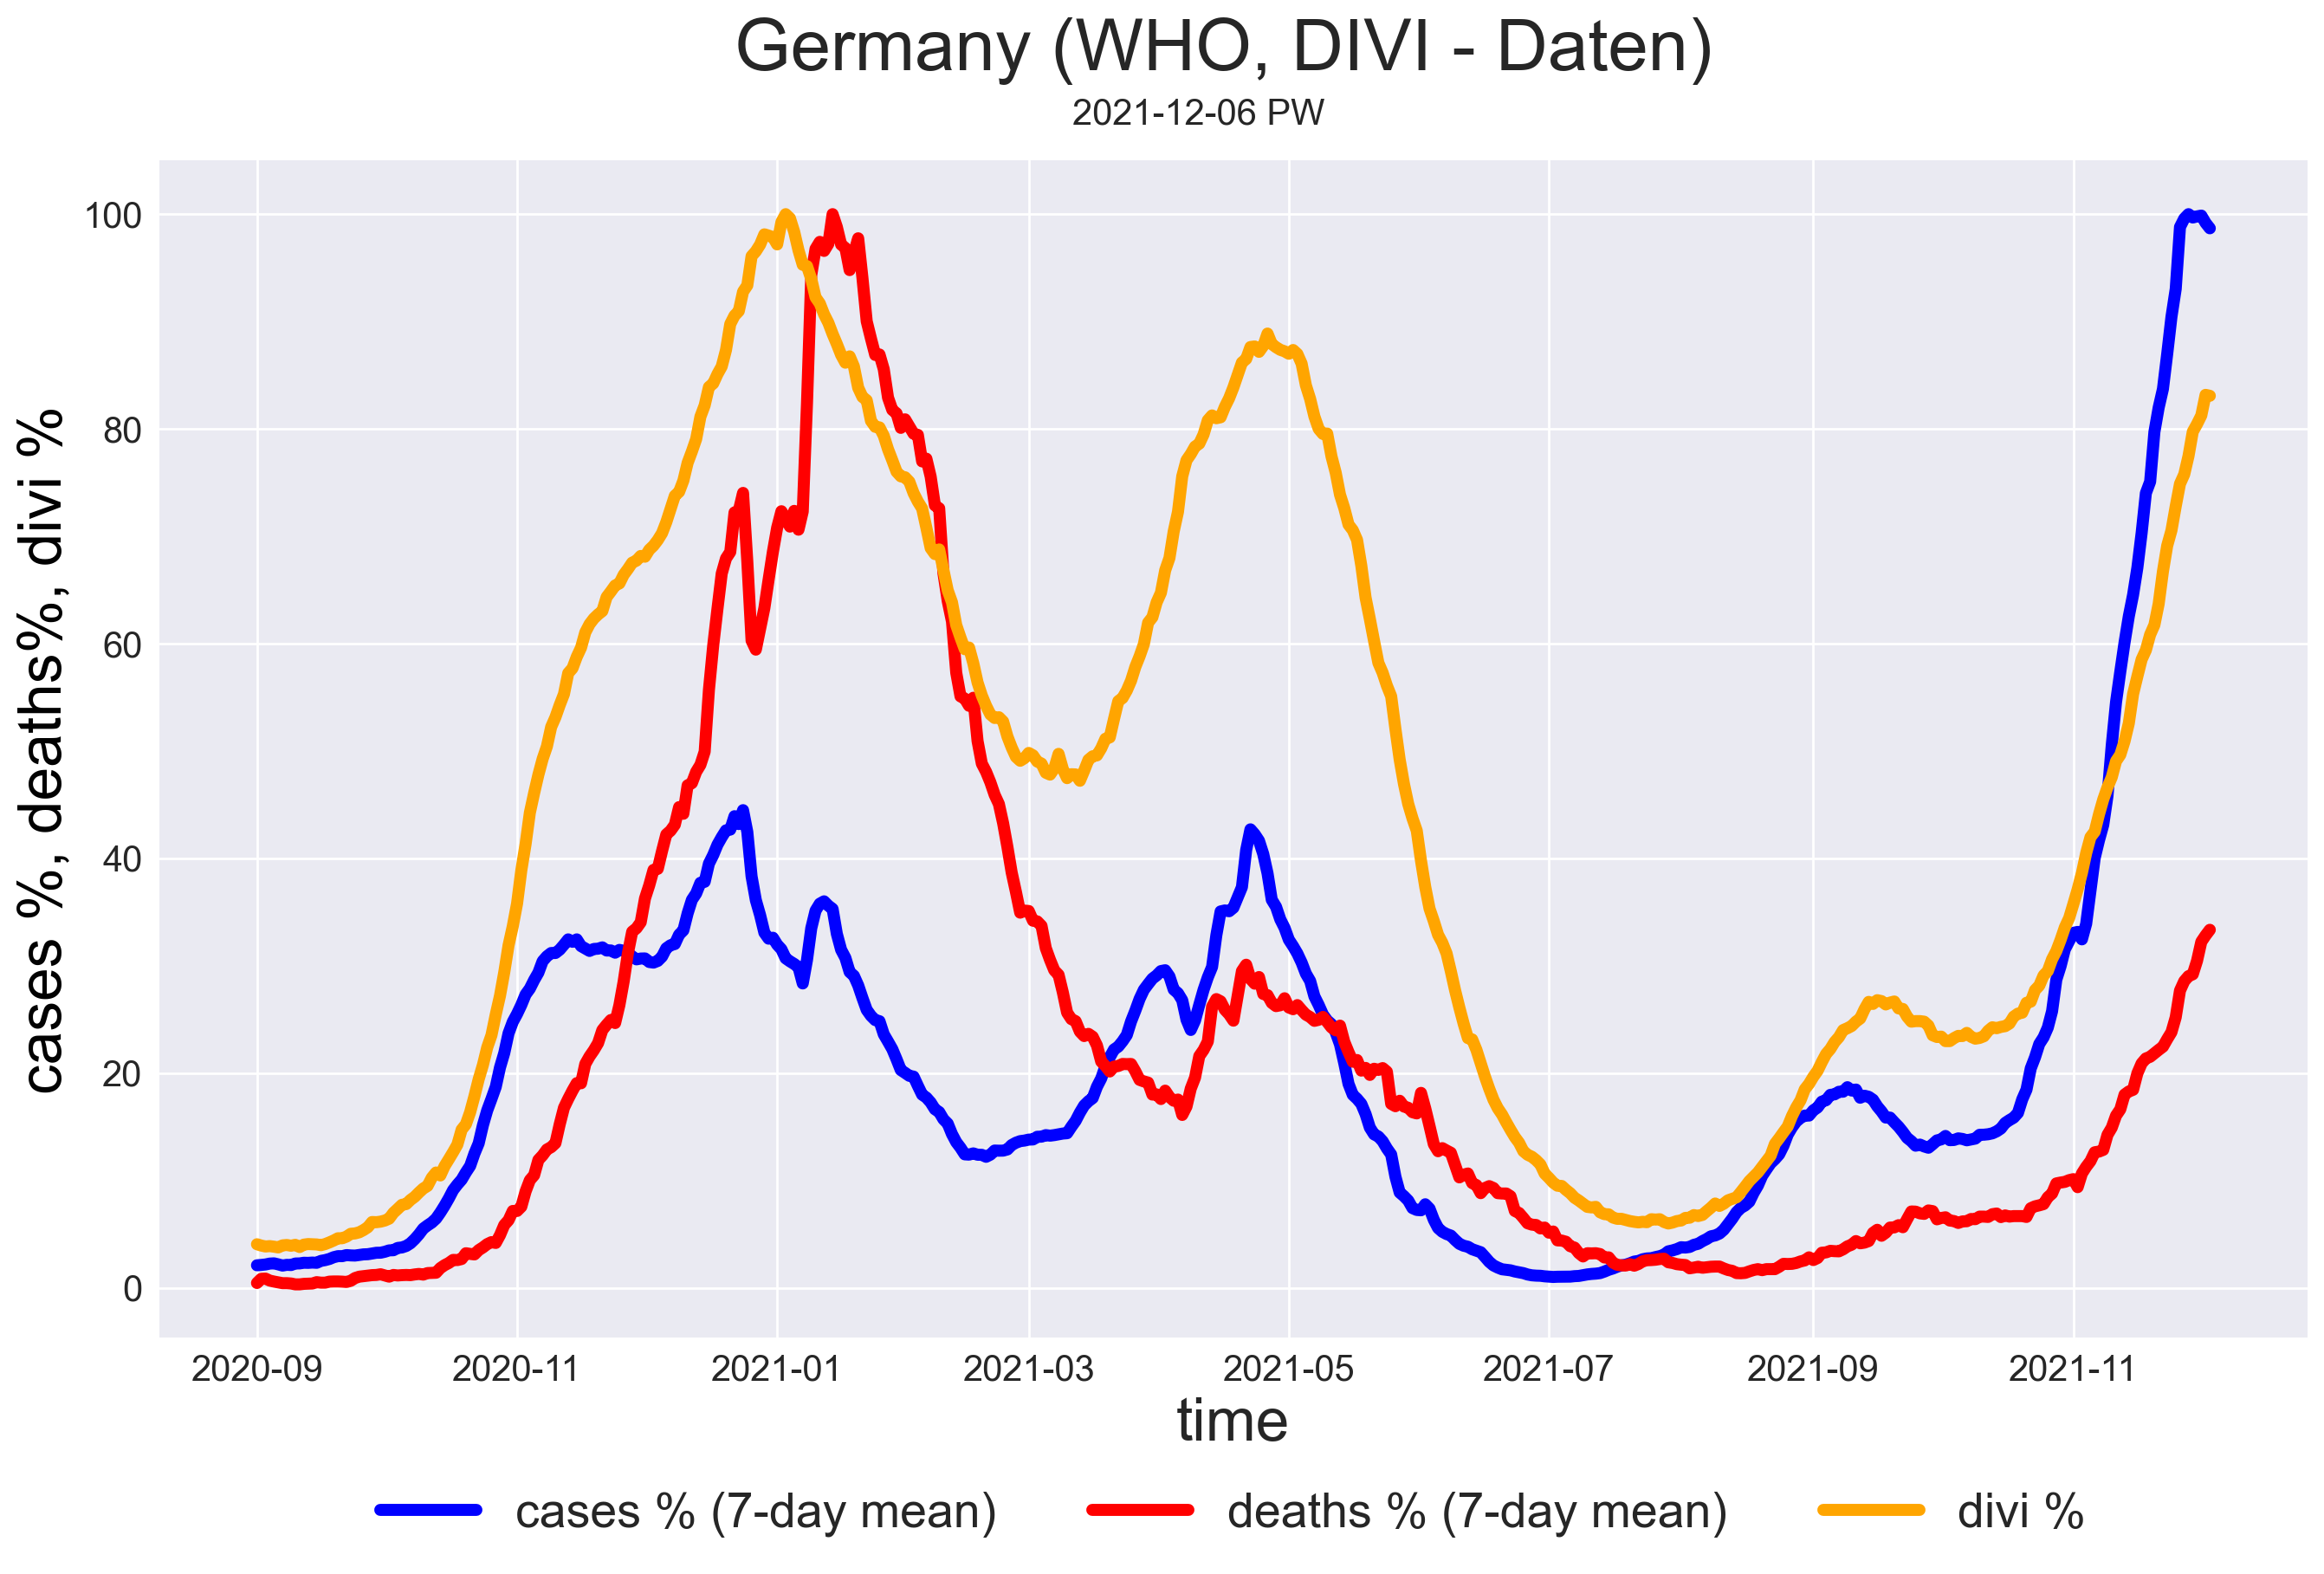 Germany (WHO, DIVI - Daten)
2021-12-06 PW
cases %, deaths%, divi %
100
80
60
40
20
0
2020-09 2020-11 2021-01 2021-03 2021-05 2021-07 2021-09 2021-11
time
cases % (7-day mean) deaths % (7-day mean) divi %